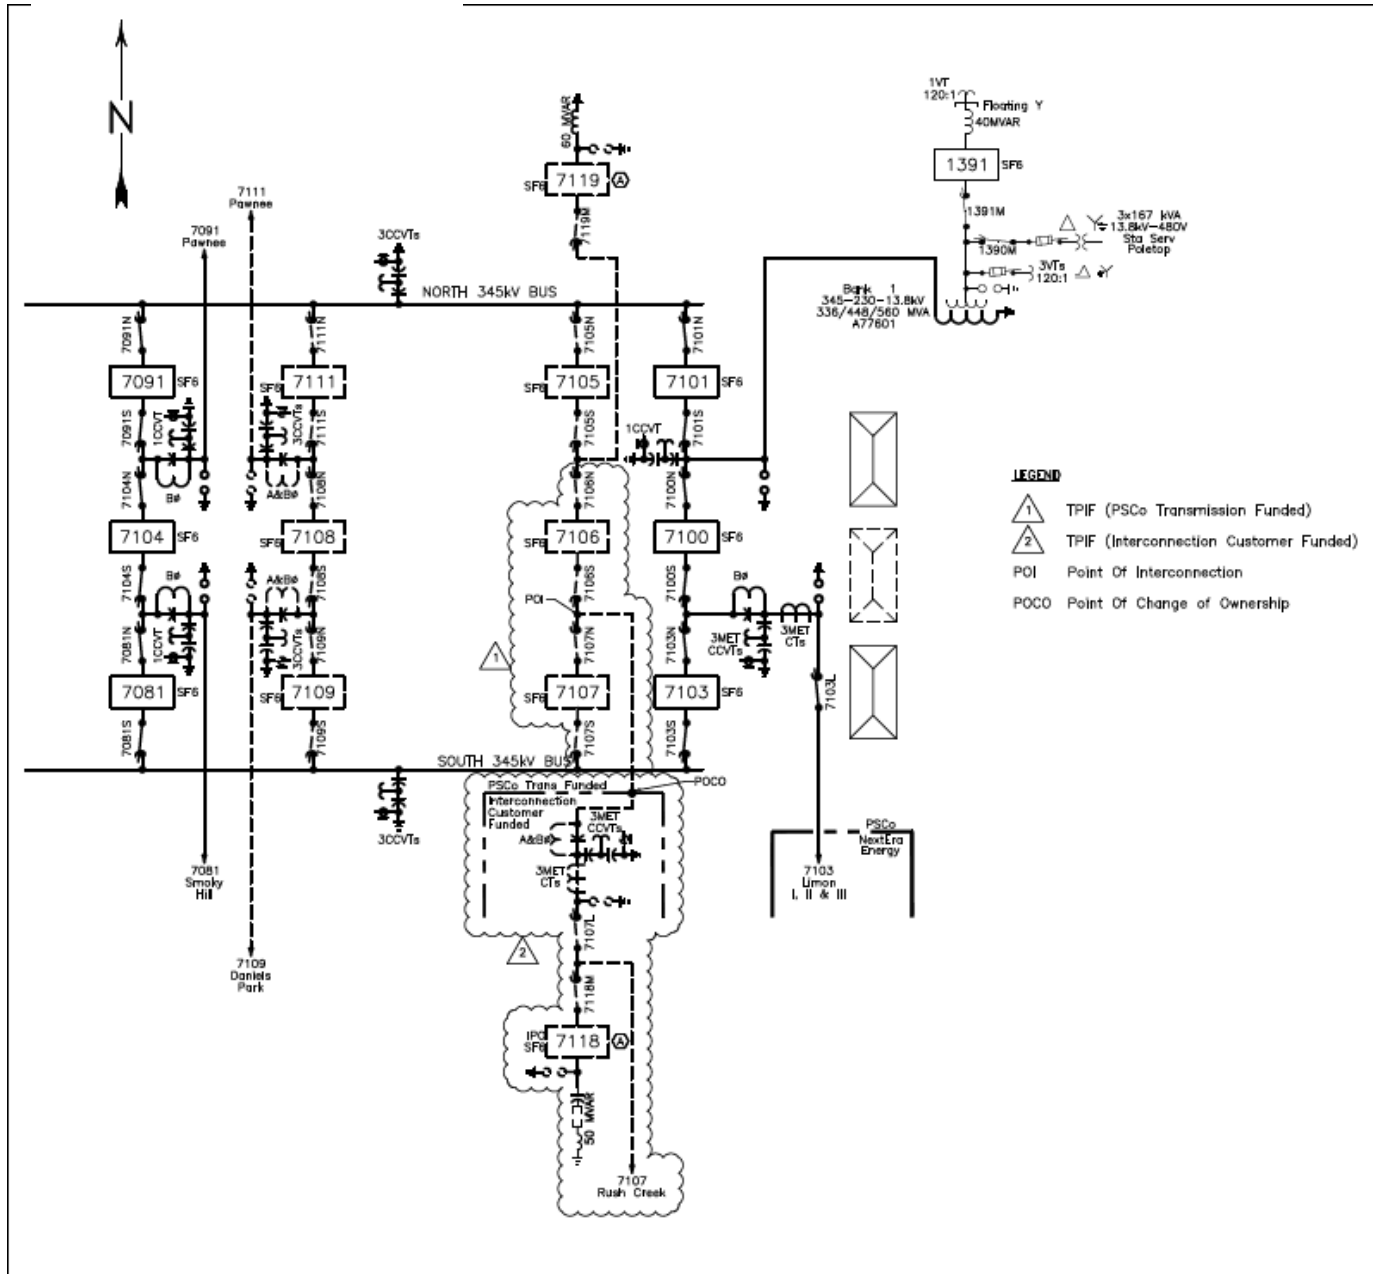 N
7111
Pawnee
7091
Pawnee
3CCVTs
60 MVAR
7119
SF6
A
7119M
1VT
120:1
Floating Y
40MVAR
1391
SF6
1391M
3x167 kVA
13.8kV-480V
Sta Serv
Poletop
1390M
3VTs
120:1
Bank 1
345-230-13.8kV
336/448/560 MVA
A77601
NORTH 345kV BUS
7091N
7111N
7105N
7101N
7091
SF6
SF6
7111
SF6
7105
7101
SF6
7091S
1CCVT
3CCVTs
7111S
7105S
1CCVT
7101S
BØ
A&BØ
7104N
7108N
7106N
7100N
7104
SF6
SF6
7108
SF6
7106
7100
SF6
7104S
BØ
A&BØ
7108S
7106S
7100S
BØ
POI
7081N
1CCVT
3CCVTs
7109N
7107N
7103N
3MET
CCVTs
3MET
CTs
1
7081
SF6
SF6
7109
SF6
7107
7103
SF6
7103L
7081S
7109S
7107S
7103S
SOUTH 345kV BUS
3CCVTs
PSCo Trans Funded
Interconnection
Customer
Funded
POCO
A&BØ
3MET
CCVTs
3MET
CTs
7107L
2
7118M
IPO
SF6
7118
A
50 MVAR
7081
Smoky
Hill
7109
Daniels
Park
7107
Rush Creek
PSCo
NextEra
Energy
7103
Limon
I, II & III
LEGEND
1 TPIF (PSCo Transmission Funded)
2 TPIF (Interconnection Customer Funded)
POI Point Of Interconnection
POCO Point Of Change of Ownership